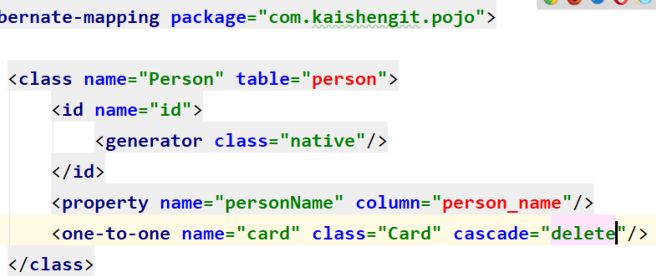 bernate-mapping package="com.kaishengit.pojo">
<class name="Person" table="person">
<id name="id">
<generator class="native"/>
</id>
<property name="personName" column="person_name"/>
<one-to-one name="card" class="Card" cascade="delete"/>
</class>